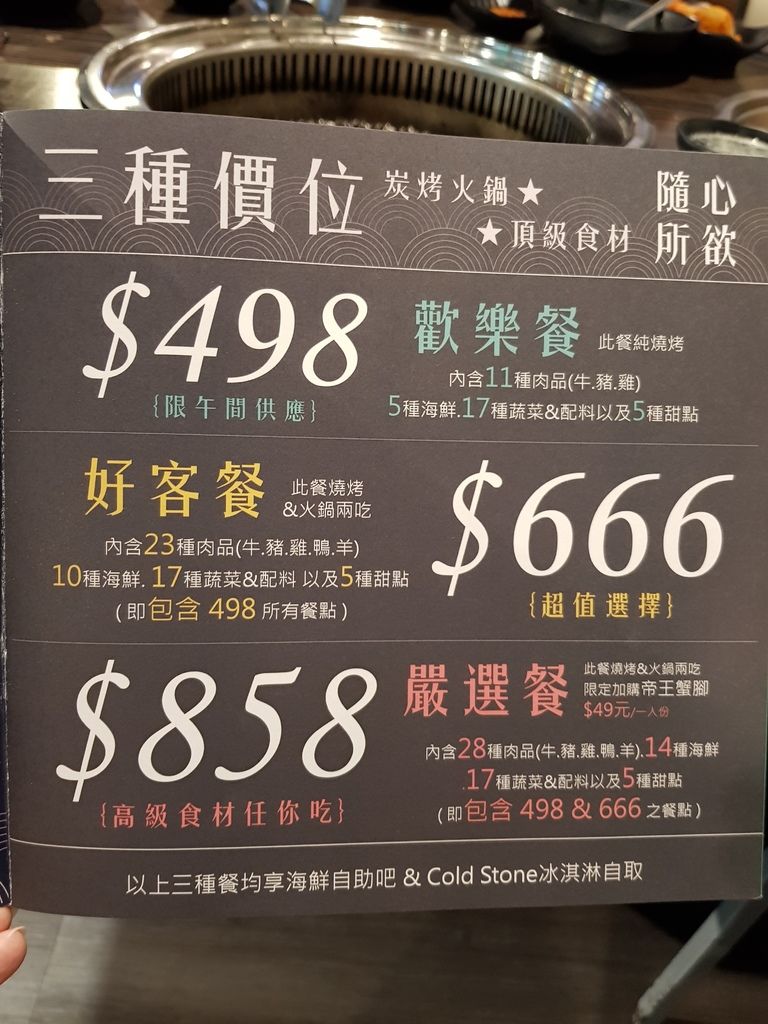 三種價位 炭烤火鍋★
★頂級食材
隨心
所欲
$498
{限午間供應}
歡樂餐 此餐純燒烤
內含11種肉品(牛.豬.雞)
5種海鮮.17種蔬菜&配料以及5種甜點
好客餐 此餐燒烤
&火鍋兩吃
內含23種肉品(牛.豬.雞.鴨.羊)
10種海鮮. 17種蔬菜&配料 以及5種甜點
(即包含 498 所有餐點)
$666
{超值選擇}
$858
{高級食材任你吃}
嚴選餐 此餐燒烤&火鍋兩吃
限定加購帝王蟹腳
$49元/一人份
內含28種肉品(牛.豬.雞.鴨.羊).14種海鮮
.17種蔬菜&配料以及5種甜點
(即包含 498 & 666 之餐點)
以上三種餐均享海鮮自助吧 & Cold Stone冰淇淋自取